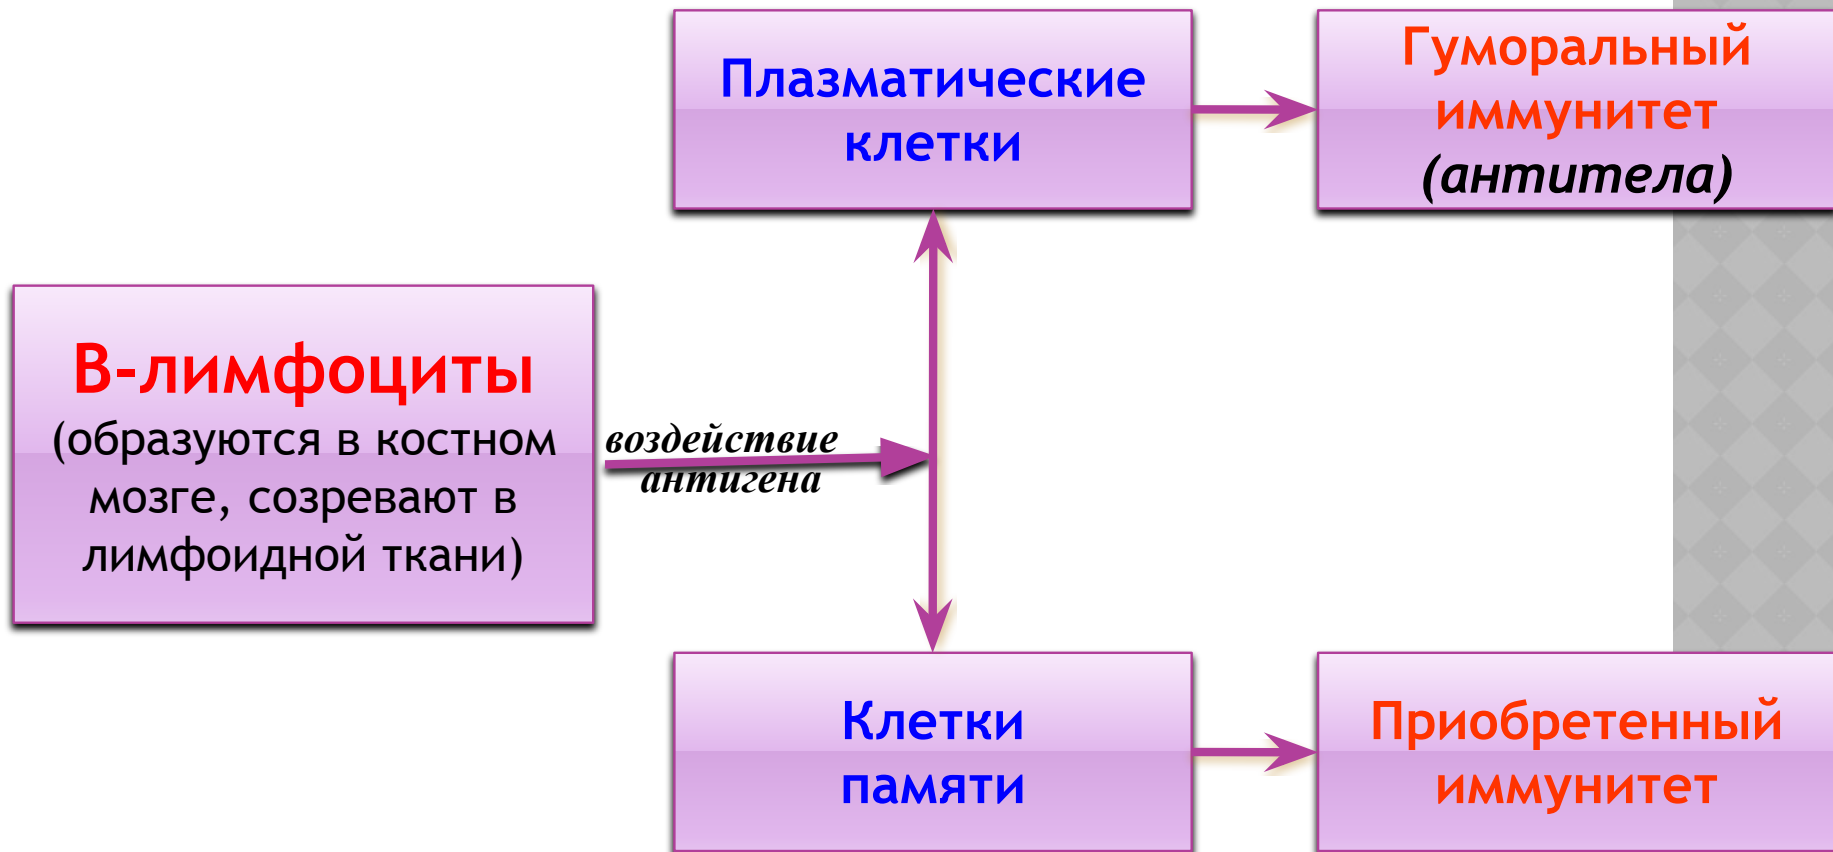 Плазматические
клетки
Гуморальный
иммунитет
(антитела)
В-лимфоциты
(образуются в костном
мозге, созревают в
лимфоидной ткани)
воздействие
антигена
Клетки
памяти
Приобретенный
иммунитет